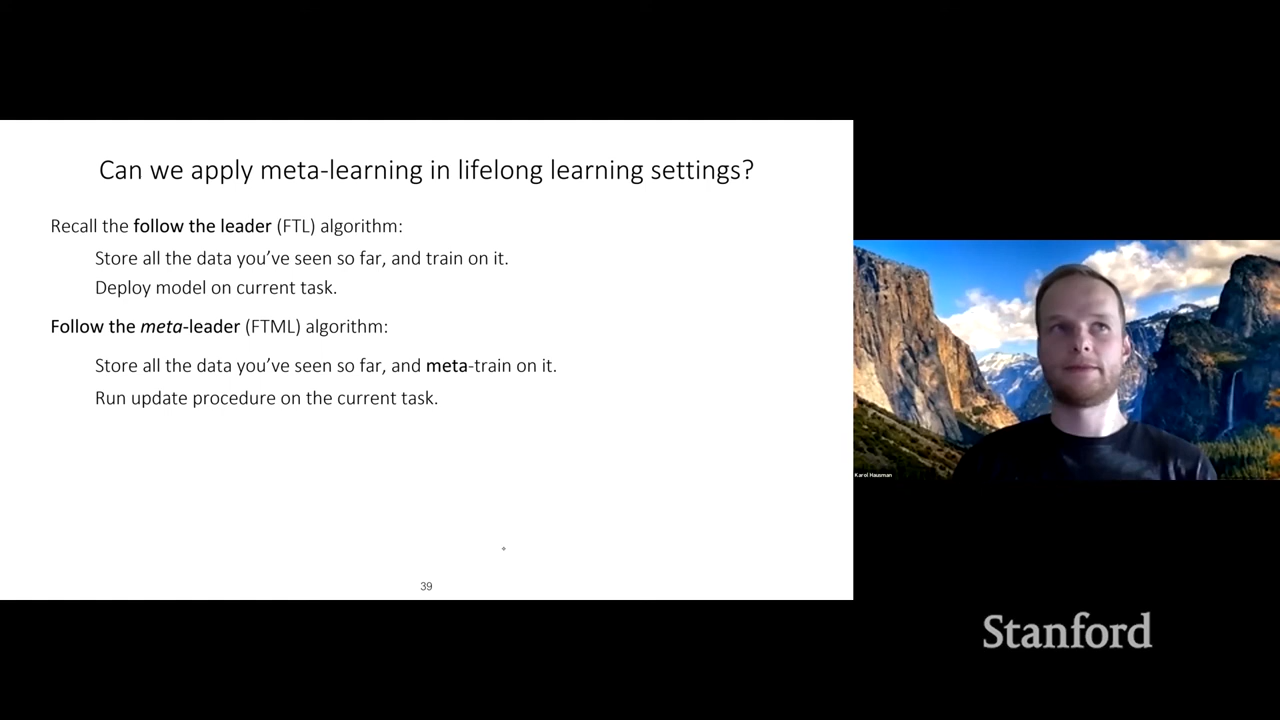 Can we apply meta-learning in lifelong learning settings?
Recall the follow the leader (FTL) algorithm:
Store all the data you've seen so far, and train on it.
Deploy model on current task.
Follow the meta-leader (FTML) algorithm:
Store all the data you've seen so far, and meta-train on it.
Run update procedure on the current task.
39
Karol Hausman
Stanford